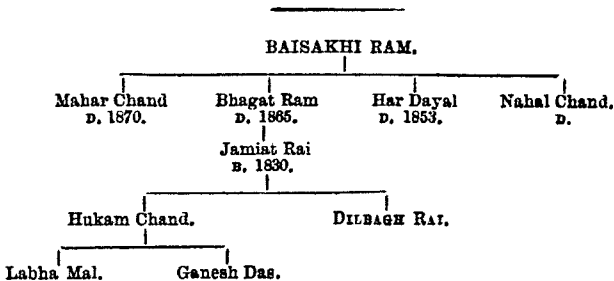 BAISAKHI RAM.
Mahar Chand Bhagat Ram Har Dayal Nahal Chand.
D. 1870. D. 1865. D. 1853. D.
Jamiat Rai
B. 1830.
Hukam Chand. DILBAGH RAI.
Labha Mal. Ganesh Das.